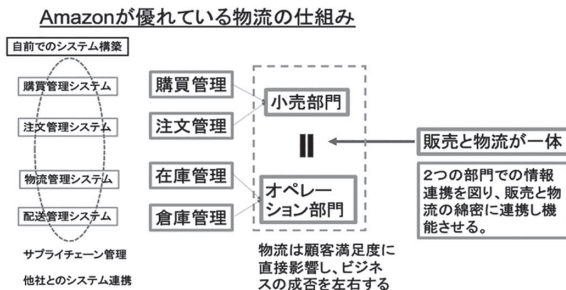 Amazonが優れている物流の仕組み
自前でのシステム構築
購買管理システム
注文管理システム
物流管理システム
配送管理システム
サプライチェーン管理
他社とのシステム連携
購買管理
注文管理
在庫管理
倉庫管理
小売部門
オペレー
ション部門
物流は顧客満足度に
直接影響し、ビジネ
スの成否を左右する
販売と物流が一体
2つの部門での情報
連携を図り、販売と物
流の綿密に連携し機
能させる。